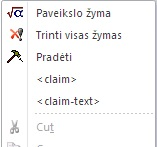 Paveikslo žyma
Trinti visas žymas
Pradėti
<claim>
<claim-text>
Cut